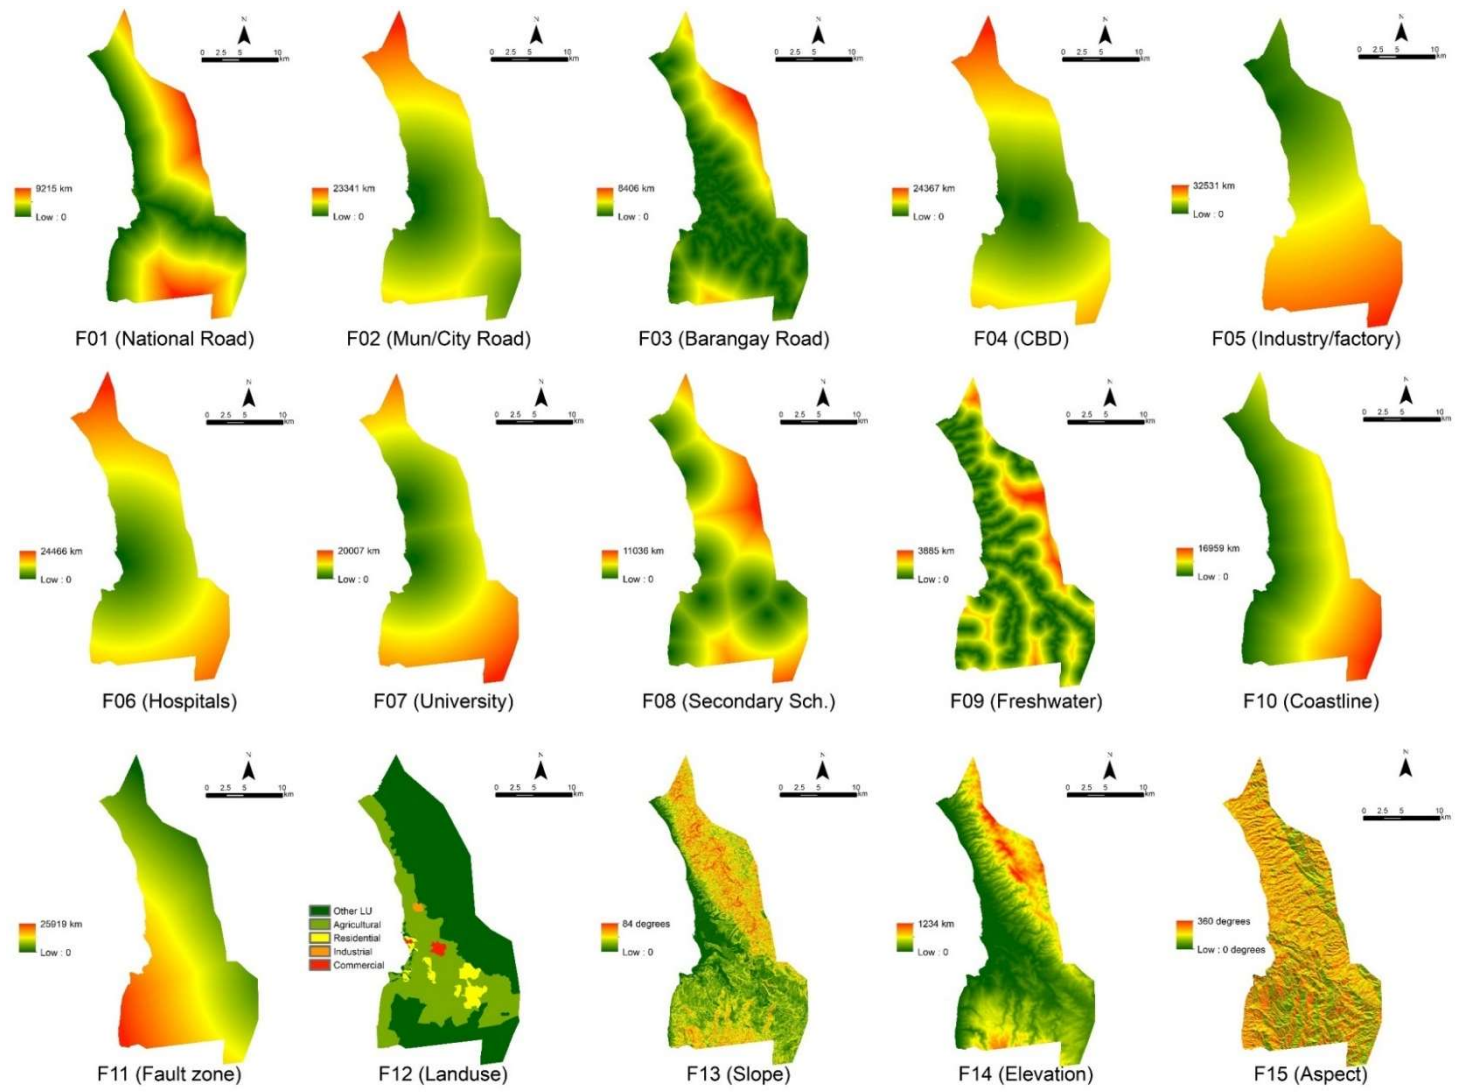 N
0 2.5 5 10
km
9215 km
Low : 0
F01 (National Road)
N
0 2.5 5 10
km
23341 km
Low : 0
F02 (Mun/City Road)
N
0 2.5 5 10
km
8406 km
Low : 0
F03 (Barangay Road)
N
0 2.5 5 10
km
24367 km
Low : 0
F04 (CBD)
N
0 2.5 5 10
km
32531 km
Low : 0
F05 (Industry/factory)
N
0 2.5 5 10
km
24466 km
Low : 0
F06 (Hospitals)
N
0 2.5 5 10
km
20007 km
Low : 0
F07 (University)
N
0 2.5 5 10
km
11036 km
Low : 0
F08 (Secondary Sch.)
N
0 2.5 5 10
km
3885 km
Low : 0
F09 (Freshwater)
N
0 2.5 5 10
km
16959 km
Low : 0
F10 (Coastline)
N
0 2.5 5 10
km
25919 km
Low : 0
F11 (Fault zone)
N
0 2.5 5 10
km
Other LU
Agricultural
Residential
Industrial
Commercial
F12 (Landuse)
N
0 2.5 5 10
km
84 degrees
Low : 0
F13 (Slope)
N
0 2.5 5 10
km
1234 km
Low : 0
F14 (Elevation)
N
0 2.5 5 10
km
360 degrees
Low : 0 degrees
F15 (Aspect)